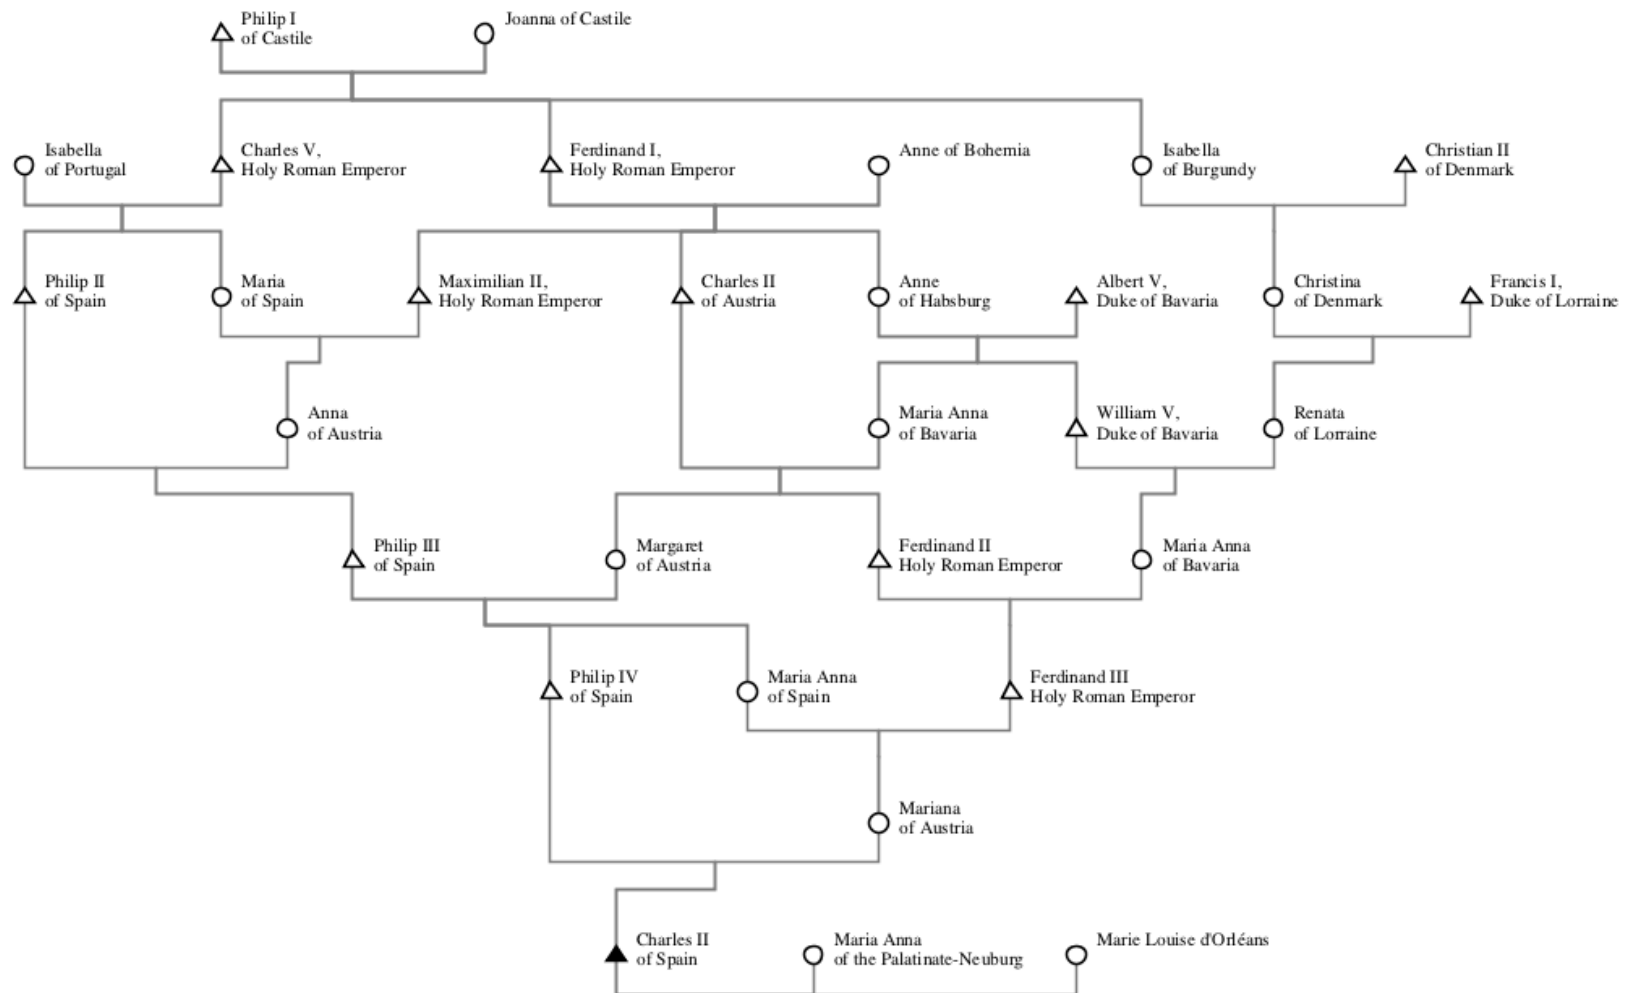 Philip I
of Castile
Joanna of Castile
Isabella
of Portugal
Charles V,
Holy Roman Emperor
Ferdinand I,
Holy Roman Emperor
Anne of Bohemia
Isabella
of Burgundy
Christian II
of Denmark
Philip II
of Spain
Maria
of Spain
Maximilian II,
Holy Roman Emperor
Charles II
of Austria
Anne
of Habsburg
Albert V,
Duke of Bavaria
Christina
of Denmark
Francis I,
Duke of Lorraine
Anna
of Austria
Maria Anna
of Bavaria
William V,
Duke of Bavaria
Renata
of Lorraine
Philip III
of Spain
Margaret
of Austria
Ferdinand II
Holy Roman Emperor
Maria Anna
of Bavaria
Philip IV
of Spain
Maria Anna
of Spain
Ferdinand III
Holy Roman Emperor
Mariana
of Austria
Charles II
of Spain
Maria Anna
of the Palatinate-Neuburg
Marie Louise d'Orléans